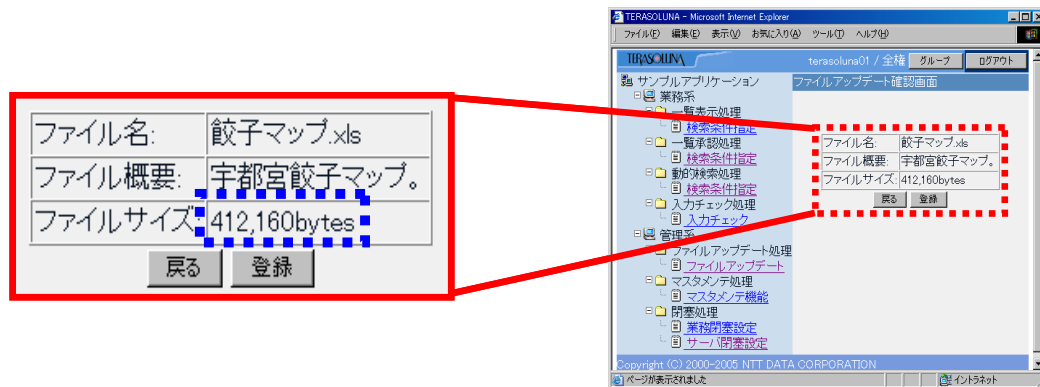 ファイル名: 餃子マップ.xls
ファイル概要: 宇都宮餃子マップ。
ファイルサイズ: 412,160bytes
戻る 登録
TERASOLUNA - Microsoft Internet Explorer
ファイル(F) 編集(E) 表示(V) お気に入り(A) ツール(T) ヘルプ(H)
TERASOLUNA terasoluna01 / 全権 グループ ログアウト
サンプルアプリケーション
業務系
一覧表示処理
検索条件指定
一覧承認処理
検索条件指定
動的検索処理
検索条件指定
入力チェック処理
入力チェック
管理系
ファイルアップデート処理
ファイルアップデート
マスタメンテ処理
マスタメンテ機能
閉塞処理
業務閉塞設定
サーバ閉塞設定
ファイルアップデート確認画面
ファイル名: 餃子マップ.xls
ファイル概要: 宇都宮餃子マップ。
ファイルサイズ: 412,160bytes
戻る 登録
Copyright (C) 2000-2005 NTT DATA CORPORATION
ページが表示されました イントラネット